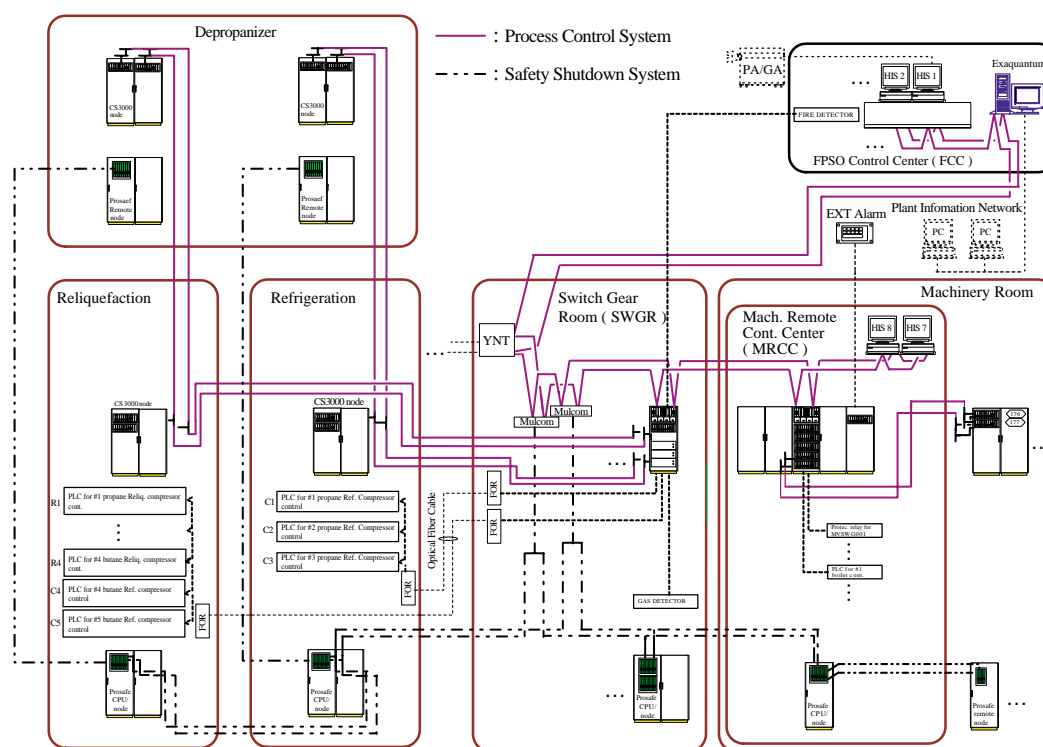 Depropanizer
: Process Control System
: Safety Shutdown System
PA/GA
HIS 2
HIS 1
Exaquantum
FIRE DETECTOR
FPSO Control Center ( FCC )
CS3000
node
CS3000
node
Prosaef
Remote
node
Prosaef
Remote
node
EXT Alarm
Plant Infomation Network
PC
PC
Reliquefaction
Refrigeration
Switch Gear
Room ( SWGR )
Machinery Room
Mach. Remote
Cont. Center
( MRCC )
HIS 8
HIS 7
YNT
Mulcom
Mulcom
CS3000 node
CS3000 node
176
177
R1
PLC for #1 propane Reliq. compressor
cont.
R4
PLC for #4 butane Reliq. compressor
cont.
C4
PLC for #4 butane Ref. compressor
control
C5
PLC for #5 butane Ref. compressor
control
FOR
C1
PLC for #1 propane Ref. Compressor
control
C2
PLC for #2 propane Ref. Compressor
control
C3
PLC for #3 propane Ref. Compressor
control
FOR
Optical Fiber Cable
FOR
FOR
GAS DETECTOR
Protec. relay for
MVSWG001
PLC for #1
boiler cont.
Prosafe
CPU/
node
Prosafe
CPU/
node
Prosafe
CPU/
node
Prosafe
CPU/
node
Prosafe
remote
node